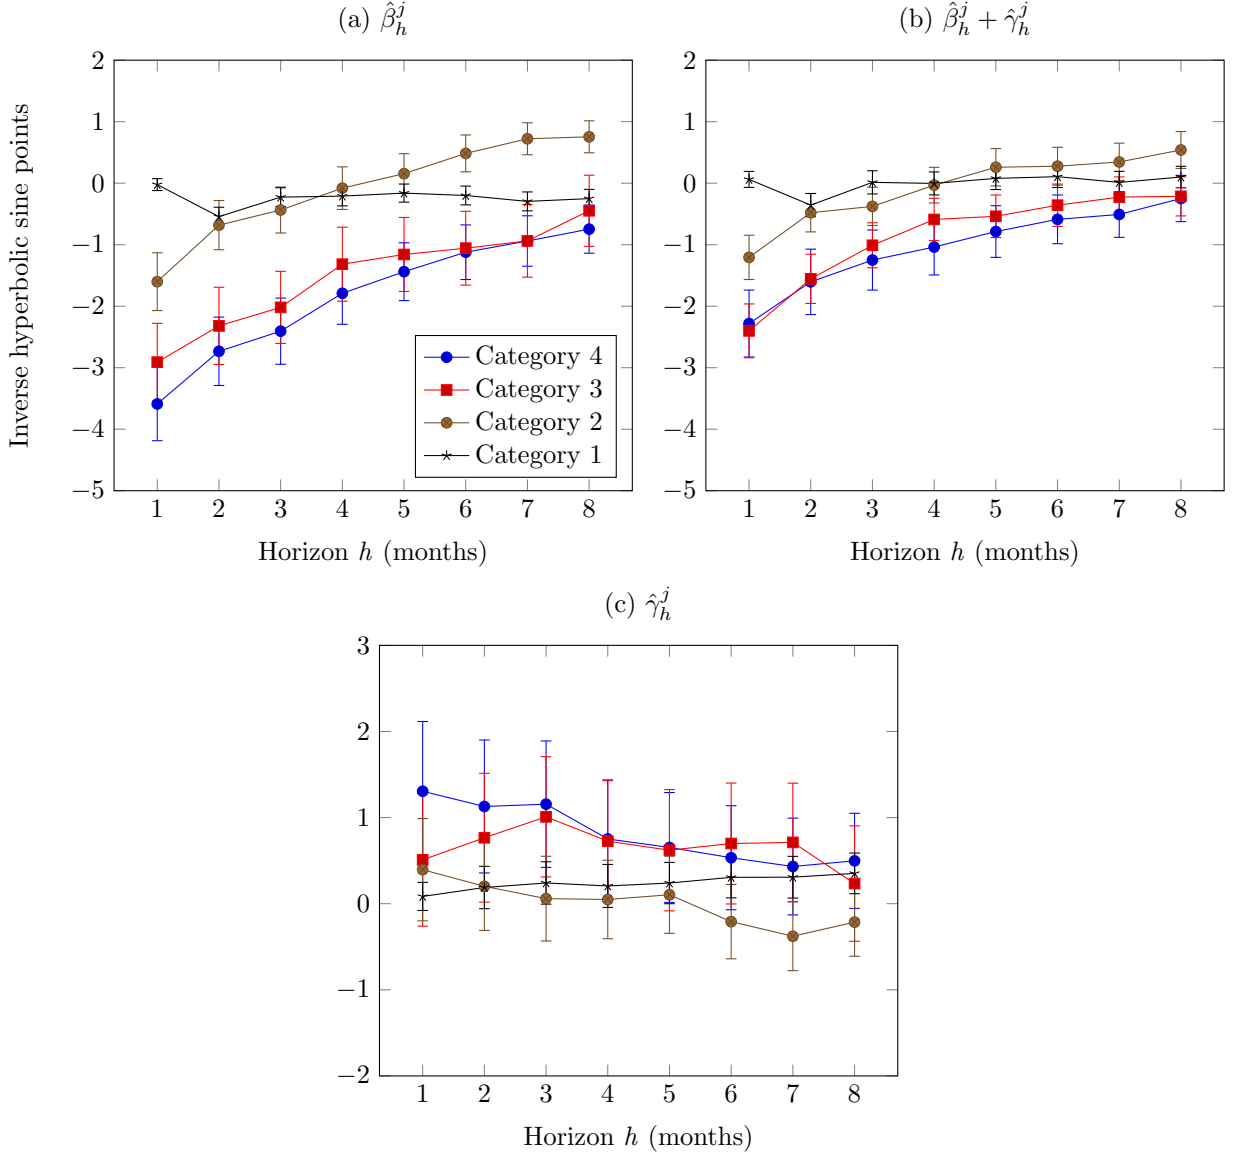 (a) β̂ʲₕ
2
1
0
−1
−2
−3
−4
−5
Inverse hyperbolic sine points
Category 4
Category 3
Category 2
Category 1
1 2 3 4 5 6 7 8
Horizon h (months)
(b) β̂ʲₕ + γ̂ʲₕ
2
1
0
−1
−2
−3
−4
−5
1 2 3 4 5 6 7 8
Horizon h (months)
(c) γ̂ʲₕ
3
2
1
0
−1
−2
1 2 3 4 5 6 7 8
Horizon h (months)